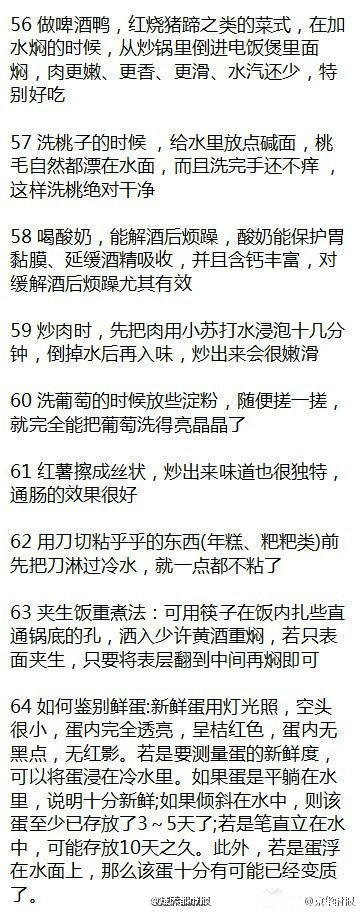 56 做啤酒鸭，红烧猪蹄之类的菜式，在加
水焖的时候，从炒锅里倒进电饭煲里面
焖，肉更嫩、更香、更滑、水汽还少，特
别好吃
57 洗桃子的时候 ，给水里放点碱面，桃
毛自然都漂在水面，而且洗完手还不痒 ，
这样洗桃绝对干净
58 喝酸奶，能解酒后烦躁，酸奶能保护胃
黏膜、延缓酒精吸收，并且含钙丰富，对
缓解酒后烦躁尤其有效
59 炒肉时，先把肉用小苏打水浸泡十几分
钟，倒掉水后再入味，炒出来会很嫩滑
60 洗葡萄的时候放些淀粉，随便搓一搓，
就完全能把葡萄洗得亮晶晶了
61 红薯擦成丝状，炒出来味道也很独特，
通肠的效果很好
62 用刀切粘乎乎的东西(年糕、粑粑类)前
先把刀淋过冷水，就一点都不粘了
63 夹生饭重煮法：可用筷子在饭内扎些直
通锅底的孔，洒入少许黄酒重焖，若只表
面夹生，只要将表层翻到中间再焖即可
64 如何鉴别鲜蛋:新鲜蛋用灯光照，空头
很小，蛋内完全透亮，呈桔红色，蛋内无
黑点，无红影。若是要测量蛋的新鲜度，
可以将蛋浸在冷水里。如果蛋是平躺在水
里，说明十分新鲜;如果倾斜在水中，则该
蛋至少已存放了3～5天了;若是笔直立在水
中，可能存放10天之久。此外，若是蛋浮
在水面上，那么该蛋十分有可能已经变质
了。